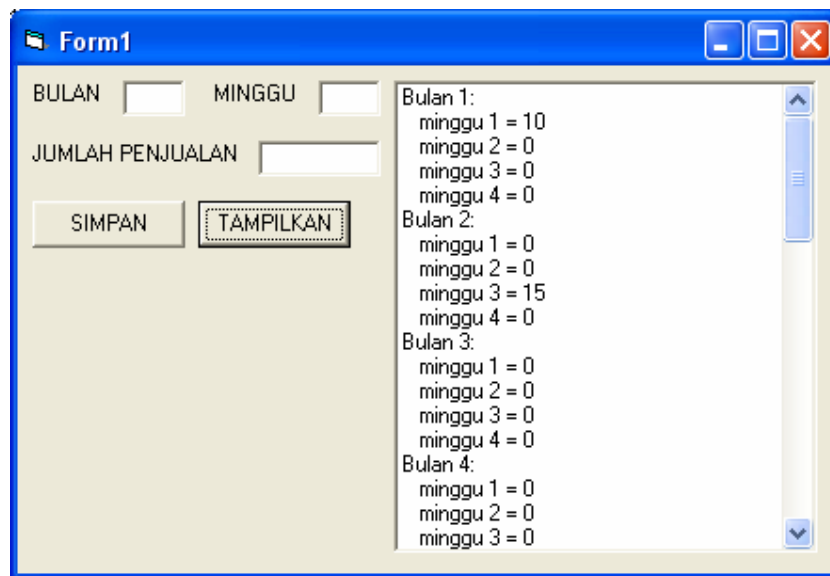 Form1
BULAN MINGGU
JUMLAH PENJUALAN
SIMPAN TAMPILKAN
Bulan 1:
minggu 1 = 10
minggu 2 = 0
minggu 3 = 0
minggu 4 = 0
Bulan 2:
minggu 1 = 0
minggu 2 = 0
minggu 3 = 15
minggu 4 = 0
Bulan 3:
minggu 1 = 0
minggu 2 = 0
minggu 3 = 0
minggu 4 = 0
Bulan 4:
minggu 1 = 0
minggu 2 = 0
minggu 3 = 0